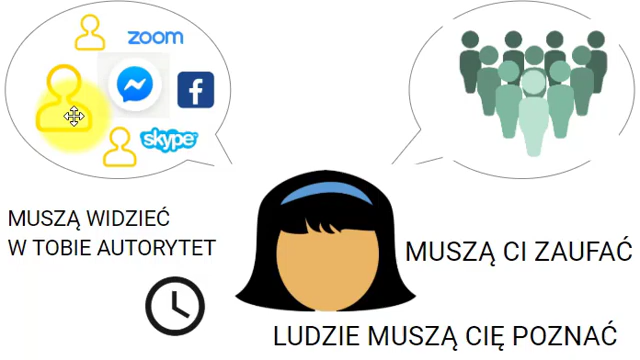 zoom
f
skype
MUSZĄ WIDZIEĆ
W TOBIE AUTORYTET
MUSZĄ CI ZAUFAĆ
LUDZIE MUSZĄ CIĘ POZNAĆ